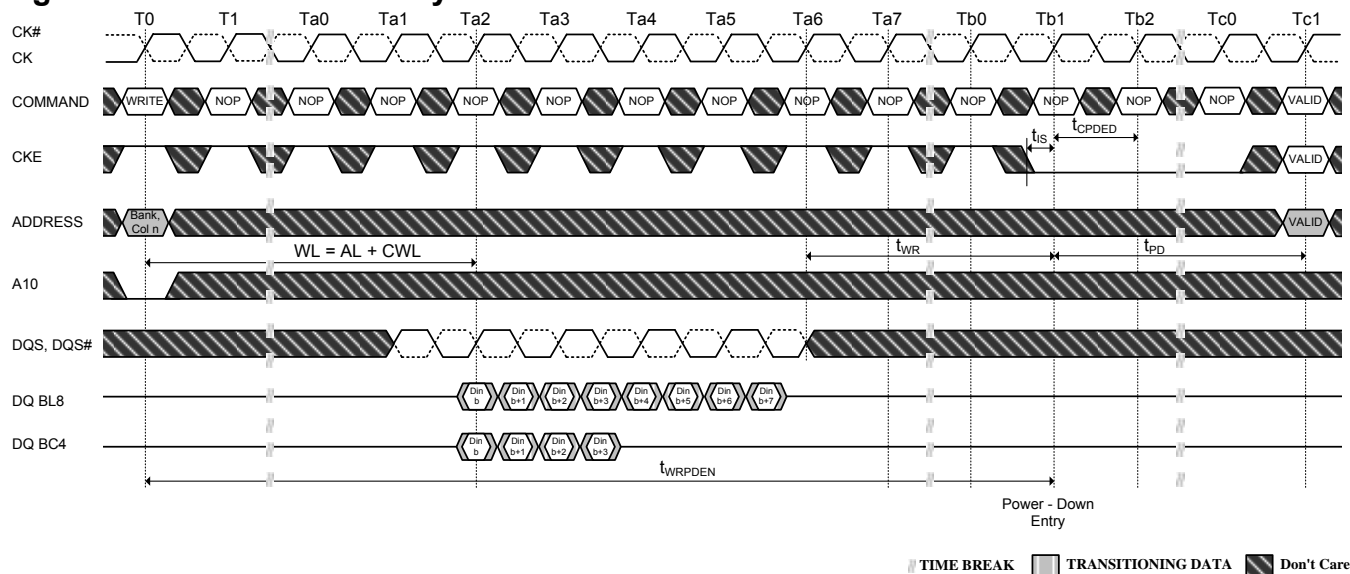 T0 T1 Ta0 Ta1 Ta2 Ta3 Ta4 Ta5 Ta6 Ta7 Tb0 Tb1 Tb2 Tc0 Tc1
CK#
CK
COMMAND WRITE NOP NOP NOP NOP NOP NOP NOP NOP NOP NOP NOP NOP NOP VALID
tIS tCPDED
CKE VALID
ADDRESS Bank, Col n VALID
WL = AL + CWL tWR tPD
A10
DQS, DQS#
DQ BL8 Din b Din b+1 Din b+2 Din b+3 Din b+4 Din b+5 Din b+6 Din b+7
DQ BC4 Din b Din b+1 Din b+2 Din b+3
tWRPDEN
Power - Down
Entry
TIME BREAK TRANSITIONING DATA Don't Care